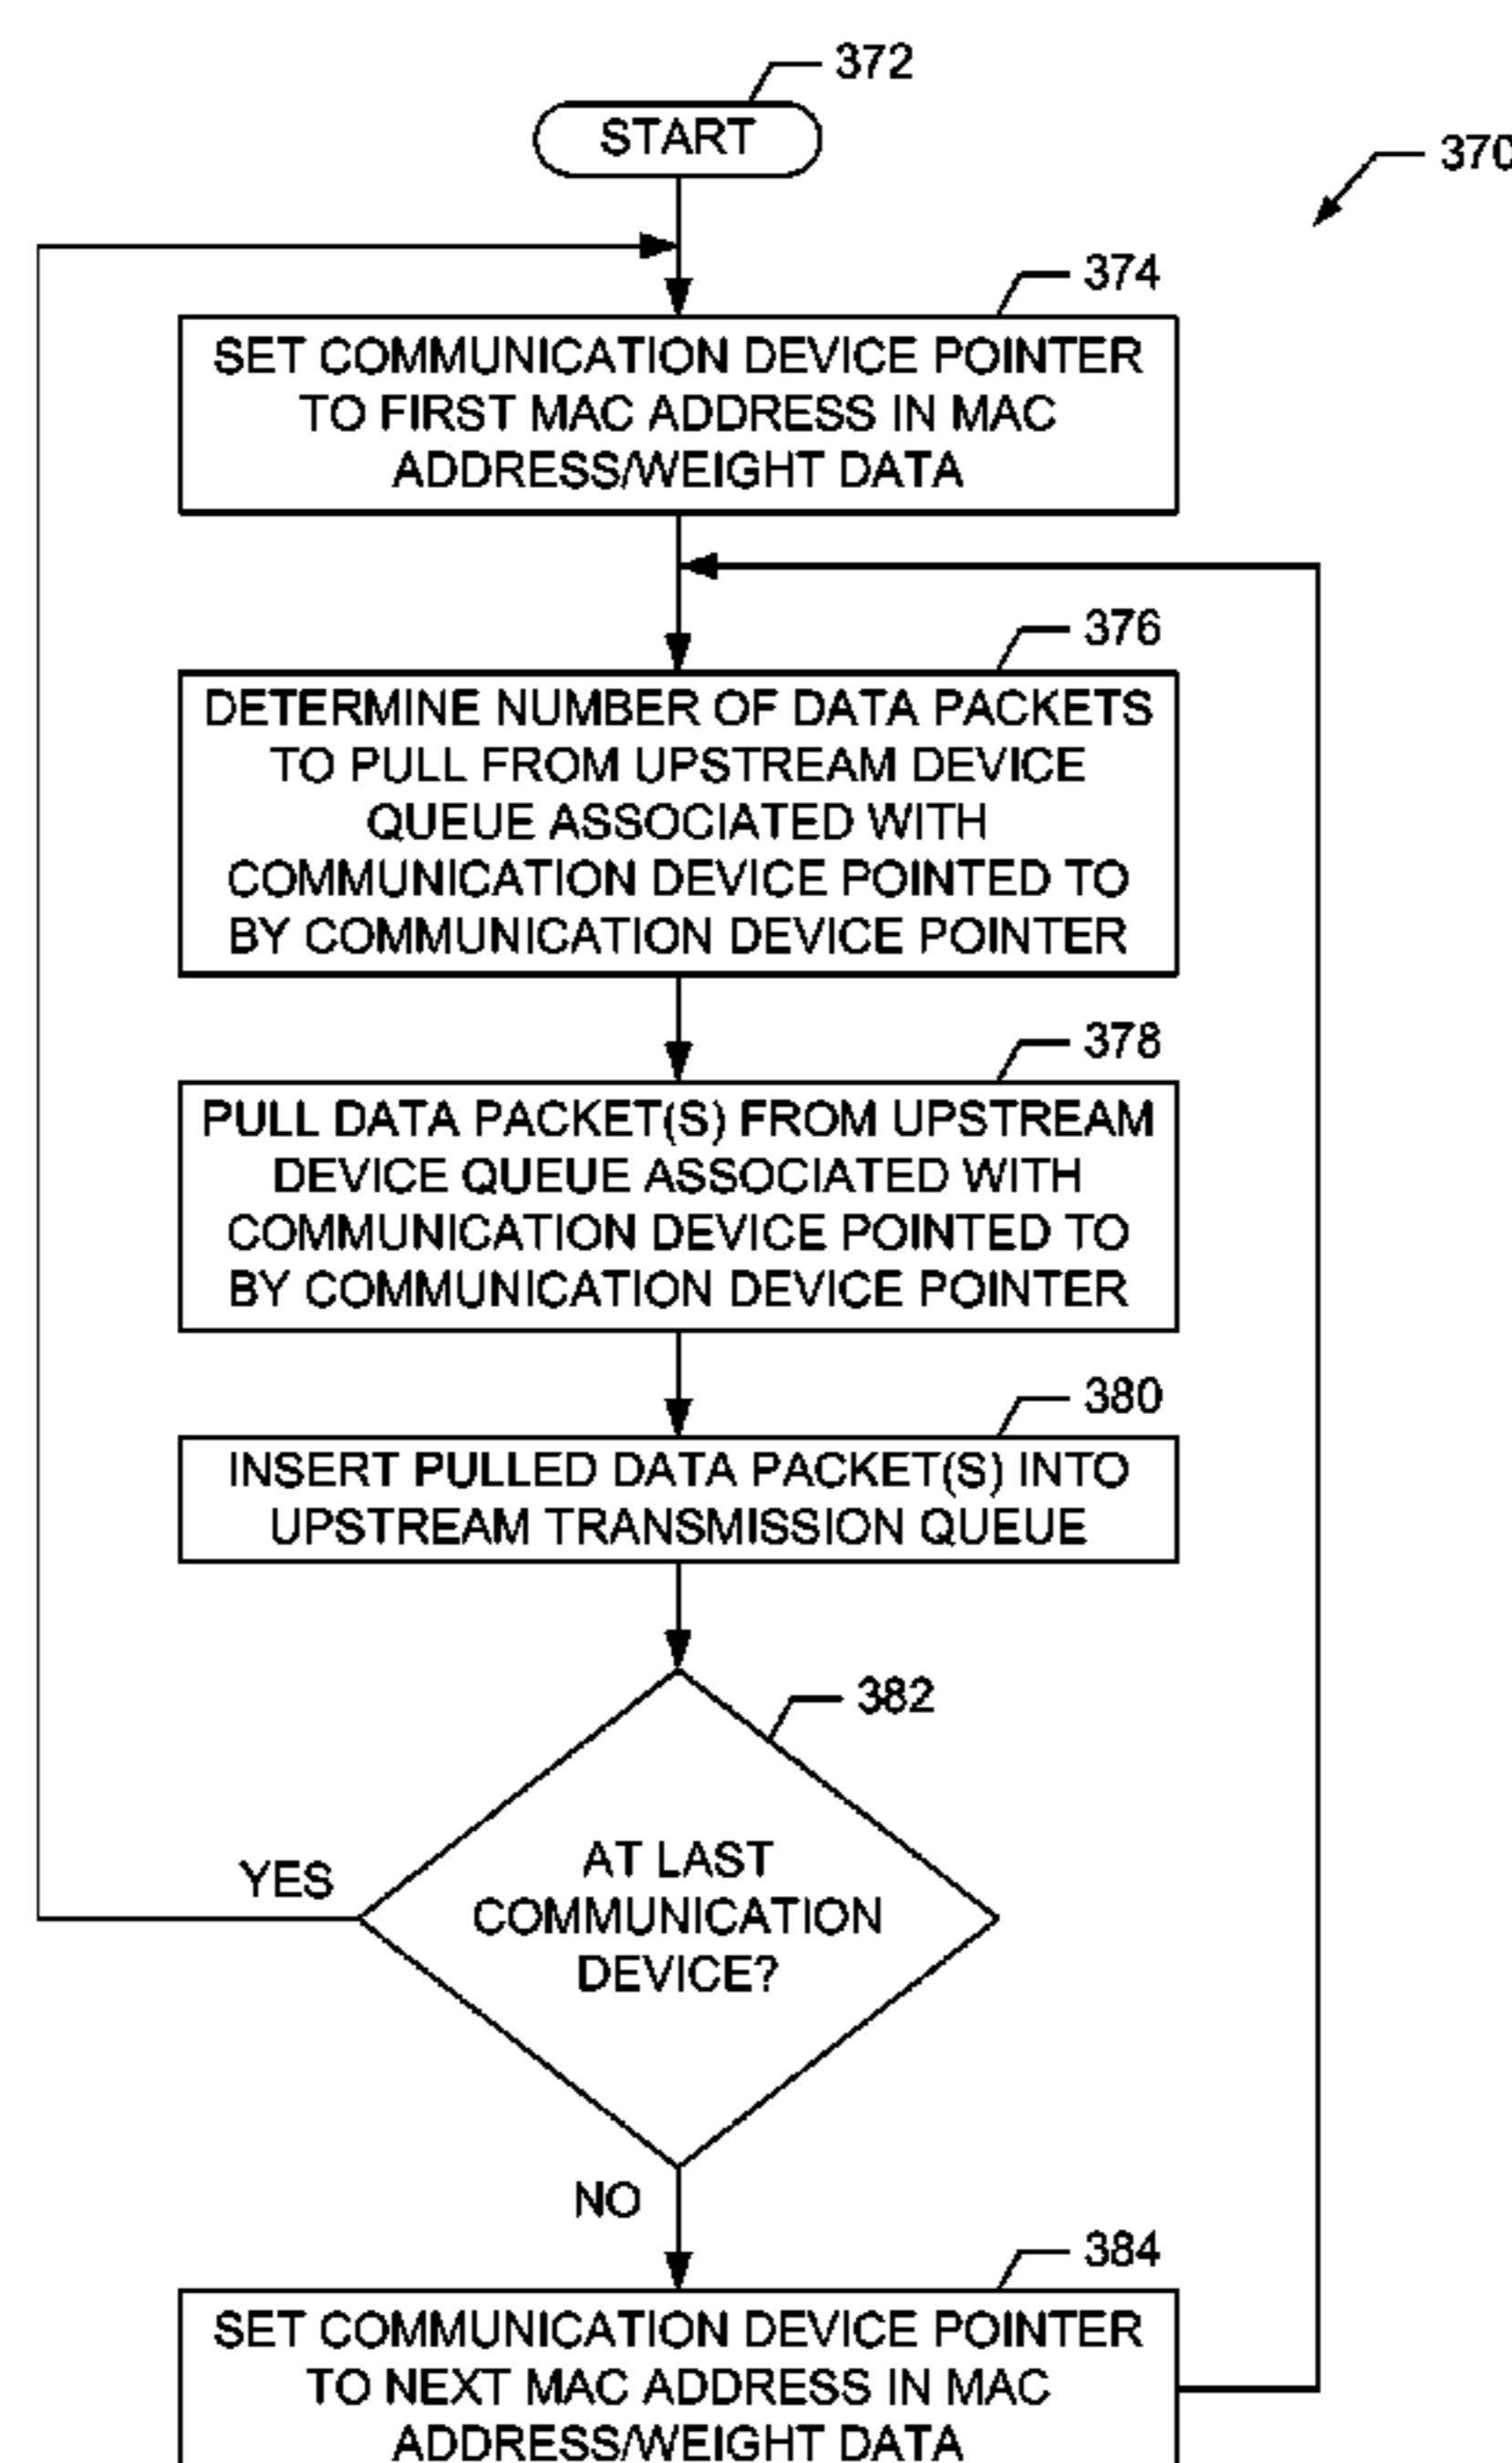 372
START
370
374
SET COMMUNICATION DEVICE POINTER
TO FIRST MAC ADDRESS IN MAC
ADDRESS/WEIGHT DATA
376
DETERMINE NUMBER OF DATA PACKETS
TO PULL FROM UPSTREAM DEVICE
QUEUE ASSOCIATED WITH
COMMUNICATION DEVICE POINTED TO
BY COMMUNICATION DEVICE POINTER
378
PULL DATA PACKET(S) FROM UPSTREAM
DEVICE QUEUE ASSOCIATED WITH
COMMUNICATION DEVICE POINTED TO
BY COMMUNICATION DEVICE POINTER
380
INSERT PULLED DATA PACKET(S) INTO
UPSTREAM TRANSMISSION QUEUE
382
AT LAST
COMMUNICATION
DEVICE?
YES
NO
384
SET COMMUNICATION DEVICE POINTER
TO NEXT MAC ADDRESS IN MAC
ADDRESS/WEIGHT DATA